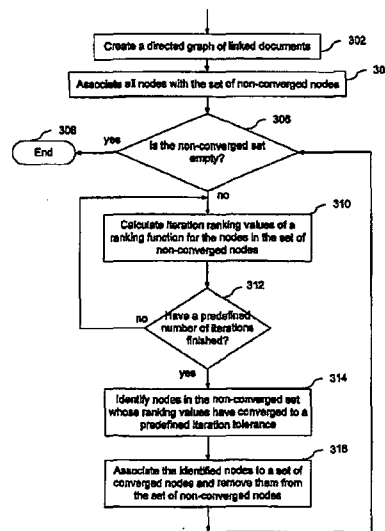 Create a directed graph of linked documents
302
Associate all nodes with the set of non-converged nodes
30
306
308
yes
End
Is the non-converged set
empty?
no
310
Calculate iteration ranking values of a
ranking function for the nodes in the set of
non-converged nodes
312
no
Have a predefined
number of iterations
finished?
yes
314
Identify nodes in the non-converged set
whose ranking values have converged to a
predefined iteration tolerance
316
Associate the identified nodes to a set of
converged nodes and remove them from
the set of non-converged nodes